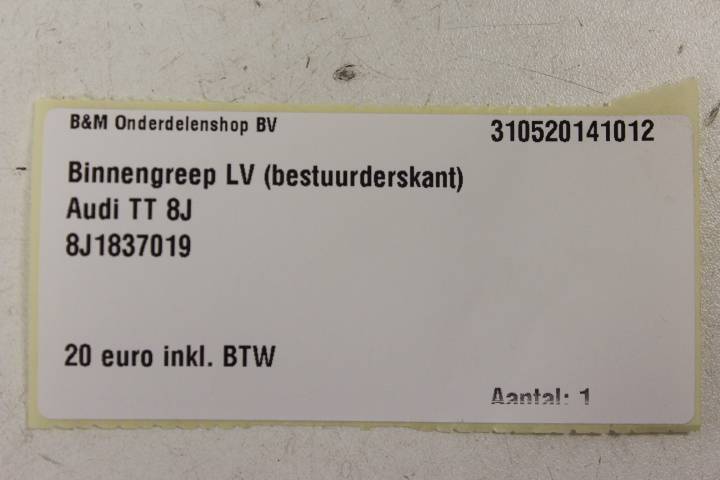 B&M Onderdelenshop BV
310520141012
Binnengreep LV (bestuurderskant)
Audi TT 8J
8J1837019
20 euro inkl. BTW
Aantal: 1